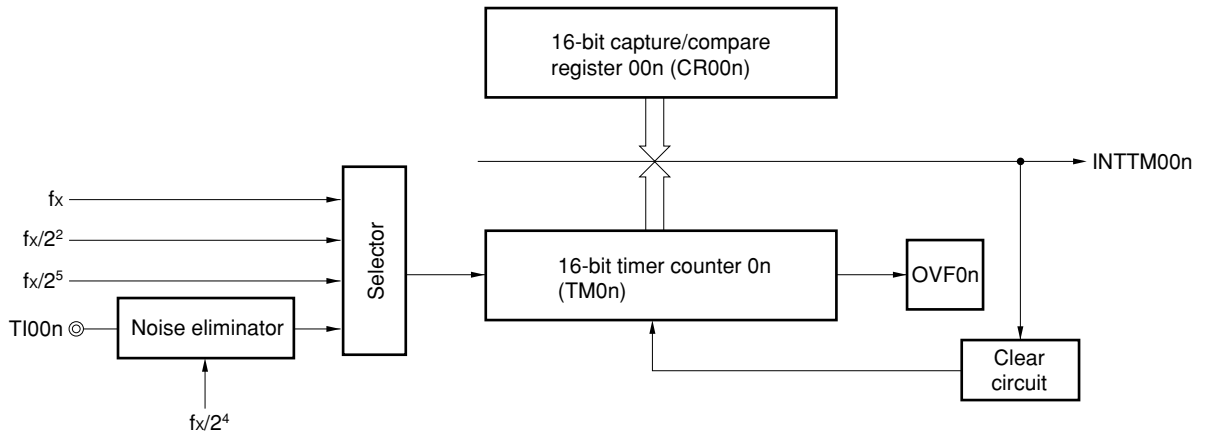 16-bit capture/compare
register 00n (CR00n)
INTTM00n
fx
fx/2²
fx/2⁵
TI00n
Noise eliminator
fx/2⁴
Selector
16-bit timer counter 0n
(TM0n)
OVF0n
Clear
circuit